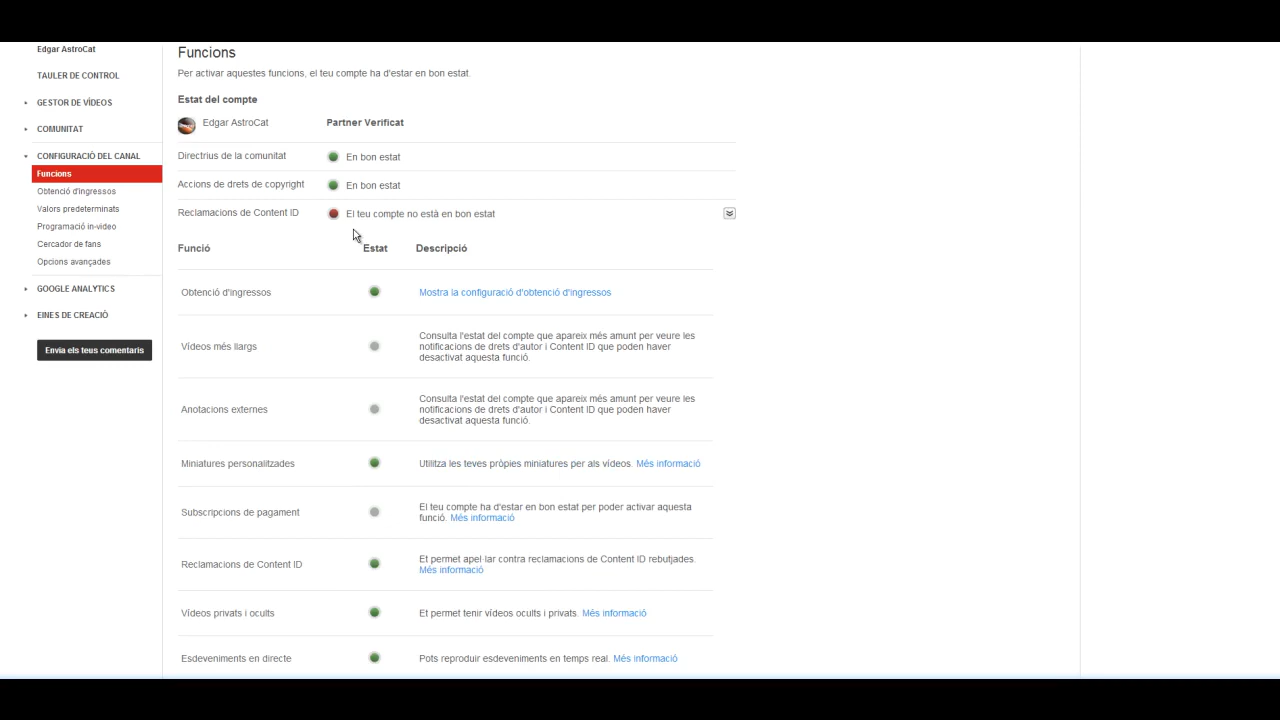 Edgar AstroCat
TAULER DE CONTROL
GESTOR DE VÍDEOS
COMUNITAT
CONFIGURACIÓ DEL CANAL
Funcions
Obtenció d'ingressos
Valors predeterminats
Programació in-video
Cercador de fans
Opcions avançades
GOOGLE ANALYTICS
EINES DE CREACIÓ
Envia els teus comentaris
Funcions
Per activar aquestes funcions, el teu compte ha d'estar en bon estat.
Estat del compte
Edgar AstroCat Partner Verificat
Directrius de la comunitat En bon estat
Accions de drets de copyright En bon estat
Reclamacions de Content ID El teu compte no està en bon estat
Funció Estat Descripció
Obtenció d'ingressos Mostra la configuració d'obtenció d'ingressos
Vídeos més llargs
Consulta l'estat del compte que apareix més amunt per veure les
notificacions de drets d'autor i Content ID que poden haver
desactivat aquesta funció.
Anotacions externes
Consulta l'estat del compte que apareix més amunt per veure les
notificacions de drets d'autor i Content ID que poden haver
desactivat aquesta funció.
Miniatures personalitzades Utilitza les teves pròpies miniatures per als vídeos. Més informació
Subscripcions de pagament
El teu compte ha d'estar en bon estat per poder activar aquesta
funció. Més informació
Reclamacions de Content ID
Et permet apel·lar contra reclamacions de Content ID rebutjades.
Més informació
Vídeos privats i ocults Et permet tenir vídeos ocults i privats. Més informació
Esdeveniments en directe Pots reproduir esdeveniments en temps real. Més informació